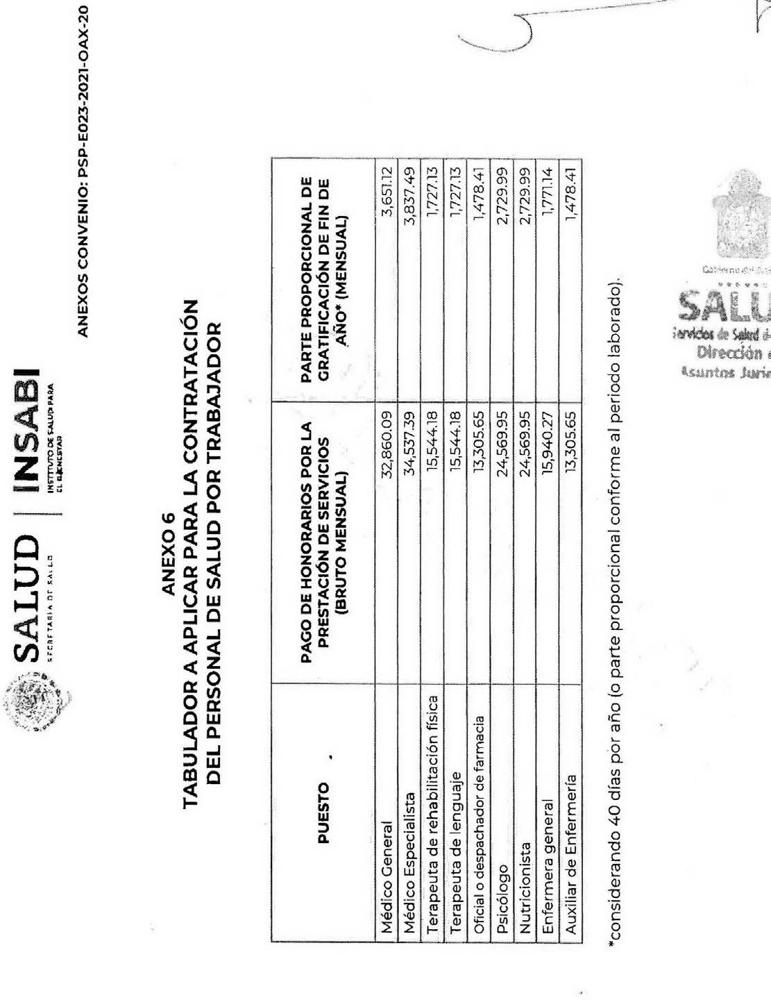 SALUD
SECRETARÍA DE SALUD
INSABI
INSTITUTO DE SALUD PARA
EL BIENESTAR
ANEXOS CONVENIO: PSP-E023-2021-OAX-20
ANEXO 6
TABULADOR A APLICAR PARA LA CONTRATACIÓN
DEL PERSONAL DE SALUD POR TRABAJADOR
PUESTO
PAGO DE HONORARIOS POR LA
PRESTACIÓN DE SERVICIOS
(BRUTO MENSUAL)
PARTE PROPORCIONAL DE
GRATIFICACIÓN DE FIN DE
AÑO* (MENSUAL)
Médico General 32,860.09 3,651.12
Médico Especialista 34,537.39 3,837.49
Terapeuta de rehabilitación física 15,544.18 1,727.13
Terapeuta de lenguaje 15,544.18 1,727.13
Oficial o despachador de farmacia 13,305.65 1,478.41
Psicólogo 24,569.95 2,729.99
Nutricionista 24,569.95 2,729.99
Enfermera general 15,940.27 1,771.14
Auxiliar de Enfermería 13,305.65 1,478.41
*considerando 40 días por año (o parte proporcional conforme al periodo laborado).
Gobierno del
SALU
Servicios de Salud d
Dirección
Asuntos Juri